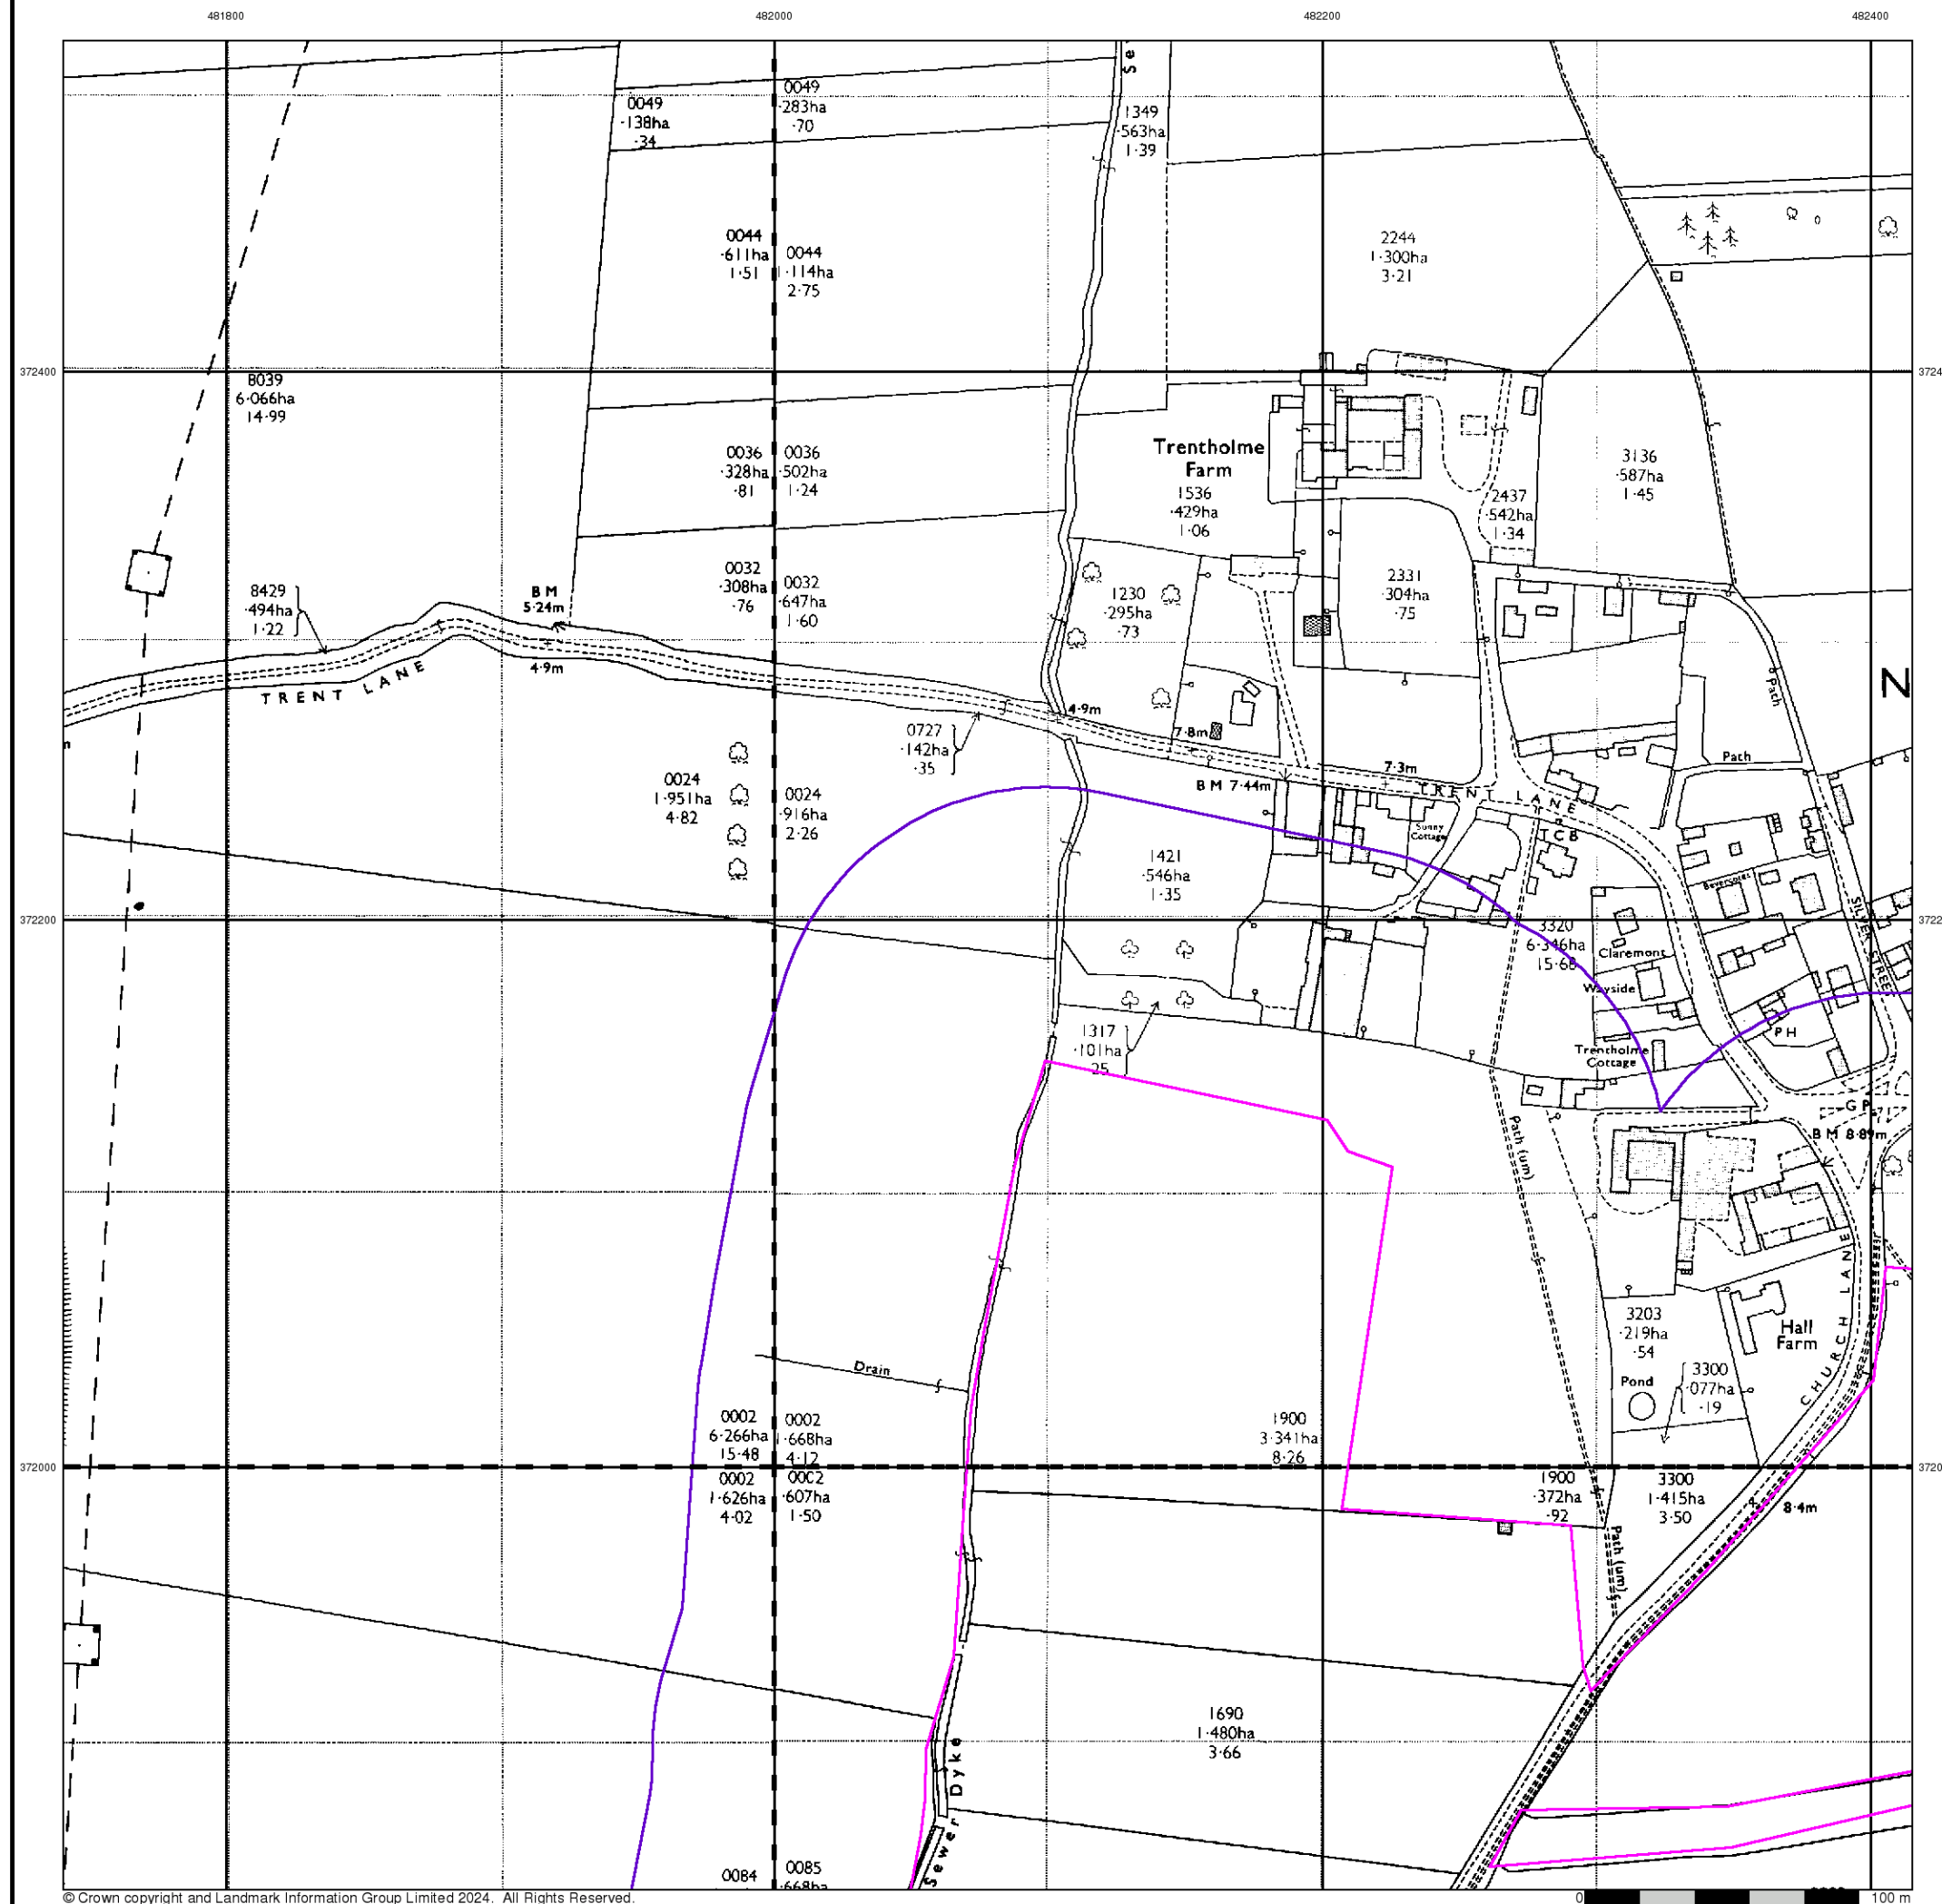 481800
482000
482200
482400
Se
0049
·138ha
·34
0049
·283ha
·70
1349
·563ha
1·39
0044
·611ha
1·51
0044
1·114ha
2·75
2244
1·300ha
3·21
372400
3724
8039
6·066ha
14·99
0036
·328ha
·81
0036
·502ha
1·24
Trentholme
Farm
1536
·429ha
1·06
2437
·542ha
1·34
3136
·587ha
1·45
8429
·494ha
1·22
B M
5·24m
0032
·308ha
·76
0032
·647ha
1·60
1230
·295ha
·73
2331
·304ha
·75
4·9m
TRENT LANE
Path
N
4·9m
7·8m
0727
·142ha
·35
7·3m
Path
B M 7·44m
TRENT LANE
0024
1·951ha
4·82
0024
·916ha
2·26
Sunny
Cottage
TCB
1421
·546ha
1·35
SILVER STREET
372200
3722
3320
6·346ha
15·68
Claremont
Wayside
1317
·101ha
·25
PH
Trentholme
Cottage
GP
B M 8·89m
Path (um)
CHURCH LANE
3203
·219ha
·54
Hall
Farm
Drain
3300
·077ha
·19
Pond
0002
6·266ha
15·48
0002
1·668ha
4·12
1900
3·341ha
8·26
372000
3720
0002
1·626ha
4·02
0002
·607ha
1·50
1900
·372ha
·92
3300
1·415ha
3·50
8·4m
Path (um)
1690
1·480ha
3·66
Sewer Dyke
0084
0085
·668ha
© Crown copyright and Landmark Information Group Limited 2024. All Rights Reserved.
0
100 m